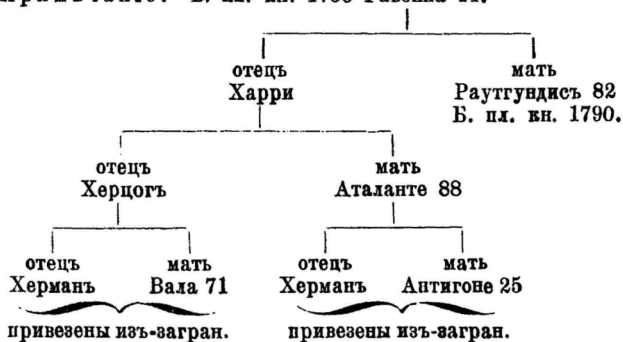 отецъ мать
Харри Раутгундисъ 82
Б. пл. кн. 1790.
отецъ мать
Херцогъ Аталанте 88
отецъ мать отецъ мать
Херманъ Вала 71 Херманъ Антигоне 25
привезены изъ-загран. привезены изъ-загран.